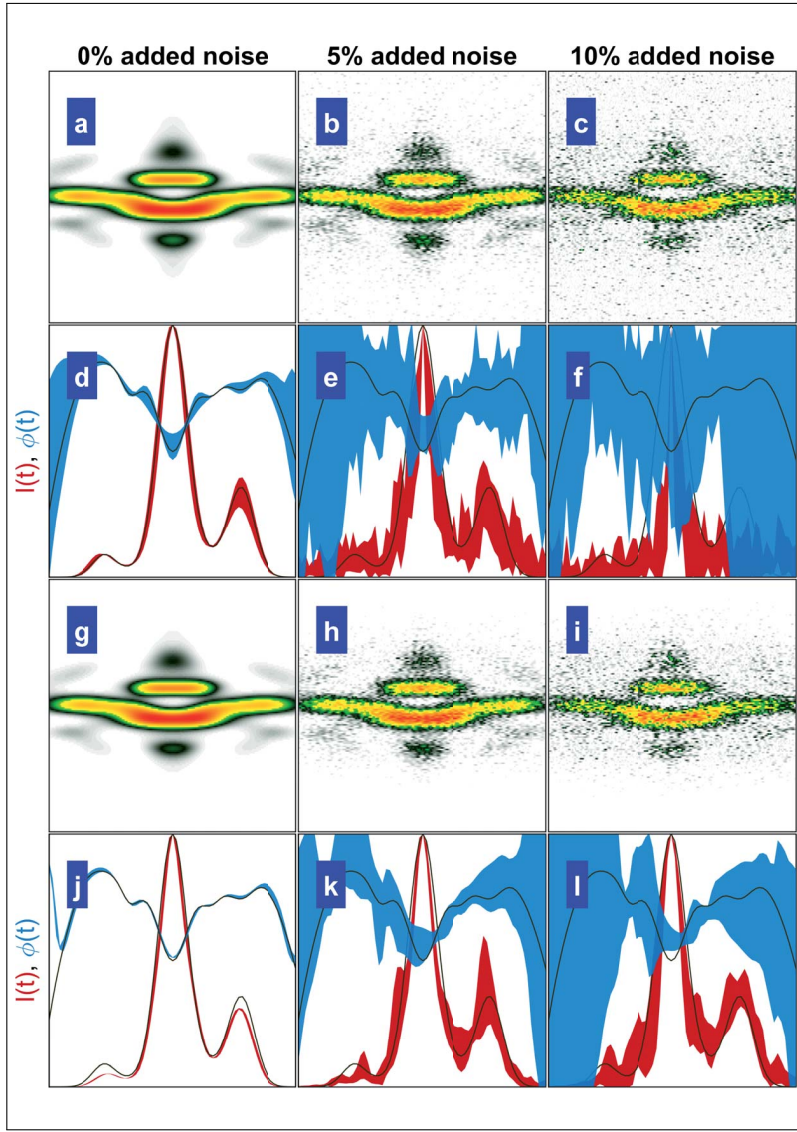 0% added noise
5% added noise
10% added noise
a
b
c
d
e
f
I(t), ϕ(t)
g
h
i
j
k
l
I(t), ϕ(t)